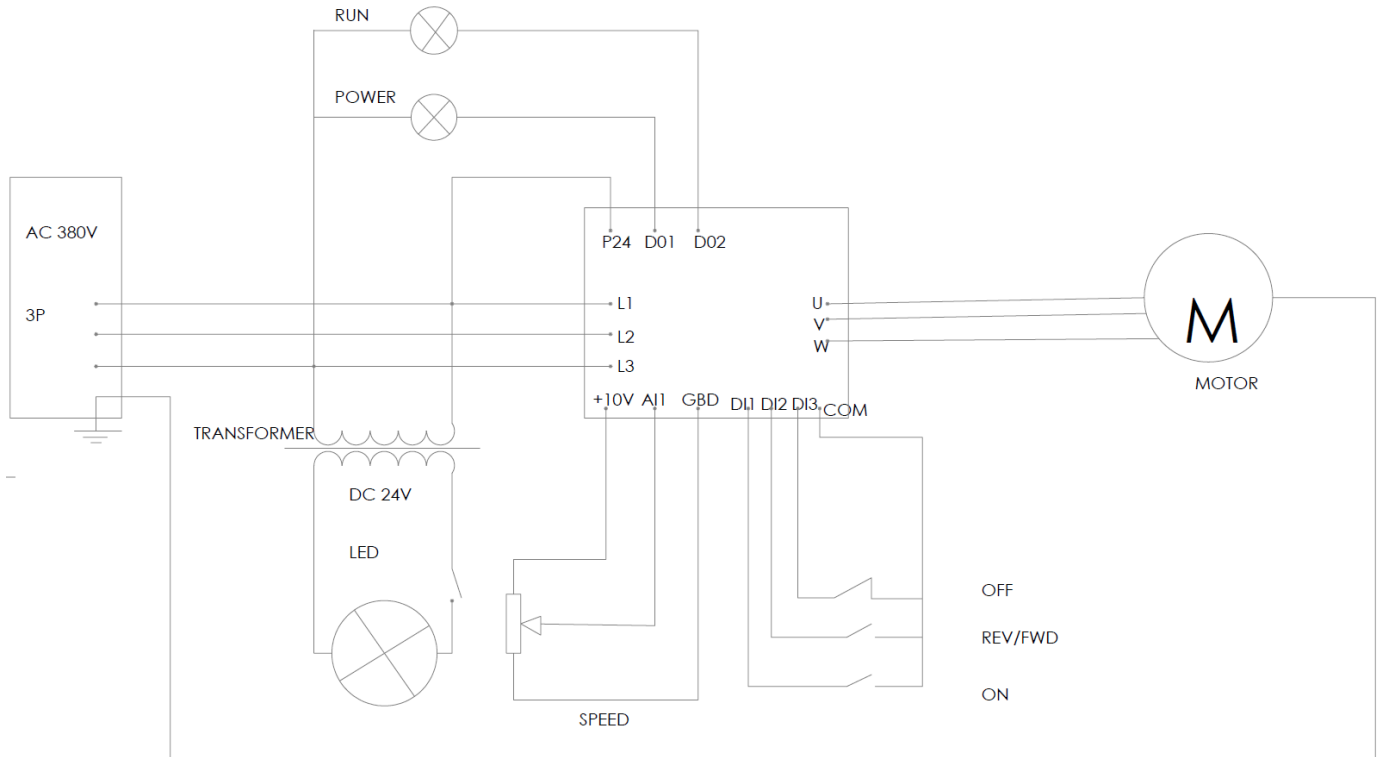 RUN
POWER
AC 380V
3P
P24 D01 D02
L1
L2
L3
U
V
W
M
MOTOR
+10V AI1 GBD DI1 DI2 DI3 COM
TRANSFORMER
DC 24V
LED
OFF
REV/FWD
ON
SPEED